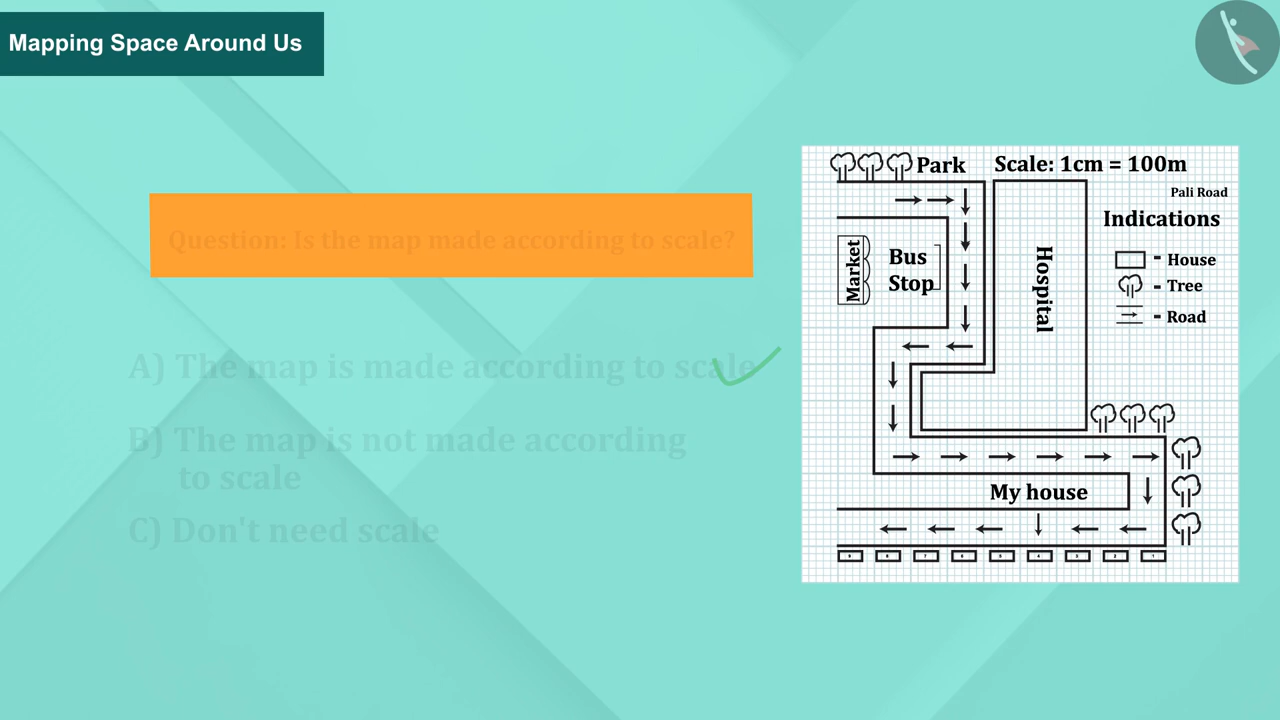 Mapping Space Around Us
Question: Is the map made according to scale?
A) The map is made according to scale
B) The map is not made according
to scale
C) Don't need scale
Park
Scale: 1cm = 100m
Pali Road
Indications
- House
- Tree
- Road
Market
Bus
Stop
Hospital
My house